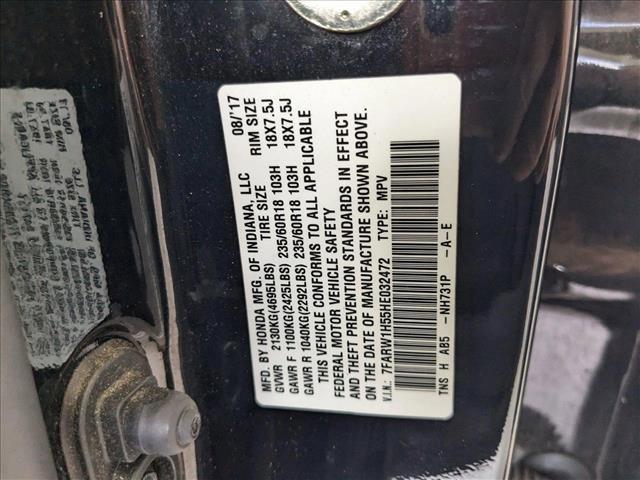 MFD. BY HONDA MFG. OF INDIANA, LLC 08/'17
GVWR 2130KG(4695LBS) TIRE SIZE RIM SIZE
GAWR F 1100KG(2425LBS) 235/60R18 103H 18X7.5J
GAWR R 1040KG(2292LBS) 235/60R18 103H 18X7.5J
THIS VEHICLE CONFORMS TO ALL APPLICABLE
FEDERAL MOTOR VEHICLE SAFETY
AND THEFT PREVENTION STANDARDS IN EFFECT
ON THE DATE OF MANUFACTURE SHOWN ABOVE.
V.I.N.: 7FARW1H55HE032472 TYPE: MPV
TNS H AB5 - NH731P -A-E